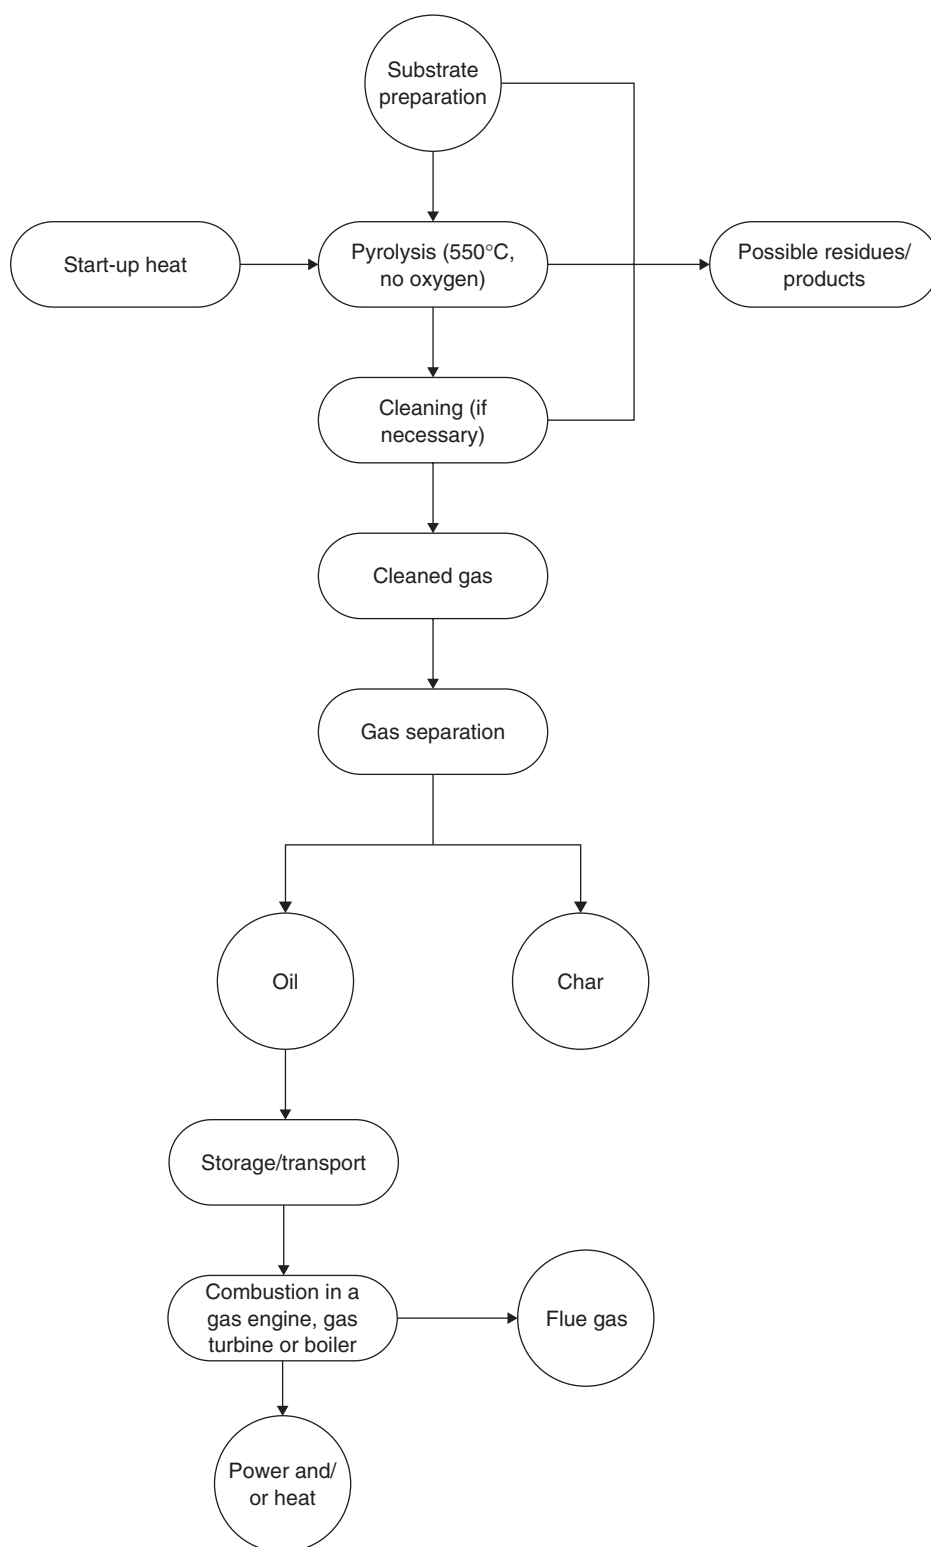 Substrate
preparation
Start-up heat
Pyrolysis (550°C,
no oxygen)
Possible residues/
products
Cleaning (if
necessary)
Cleaned gas
Gas separation
Oil
Char
Storage/transport
Combustion in a
gas engine, gas
turbine or boiler
Flue gas
Power and/
or heat